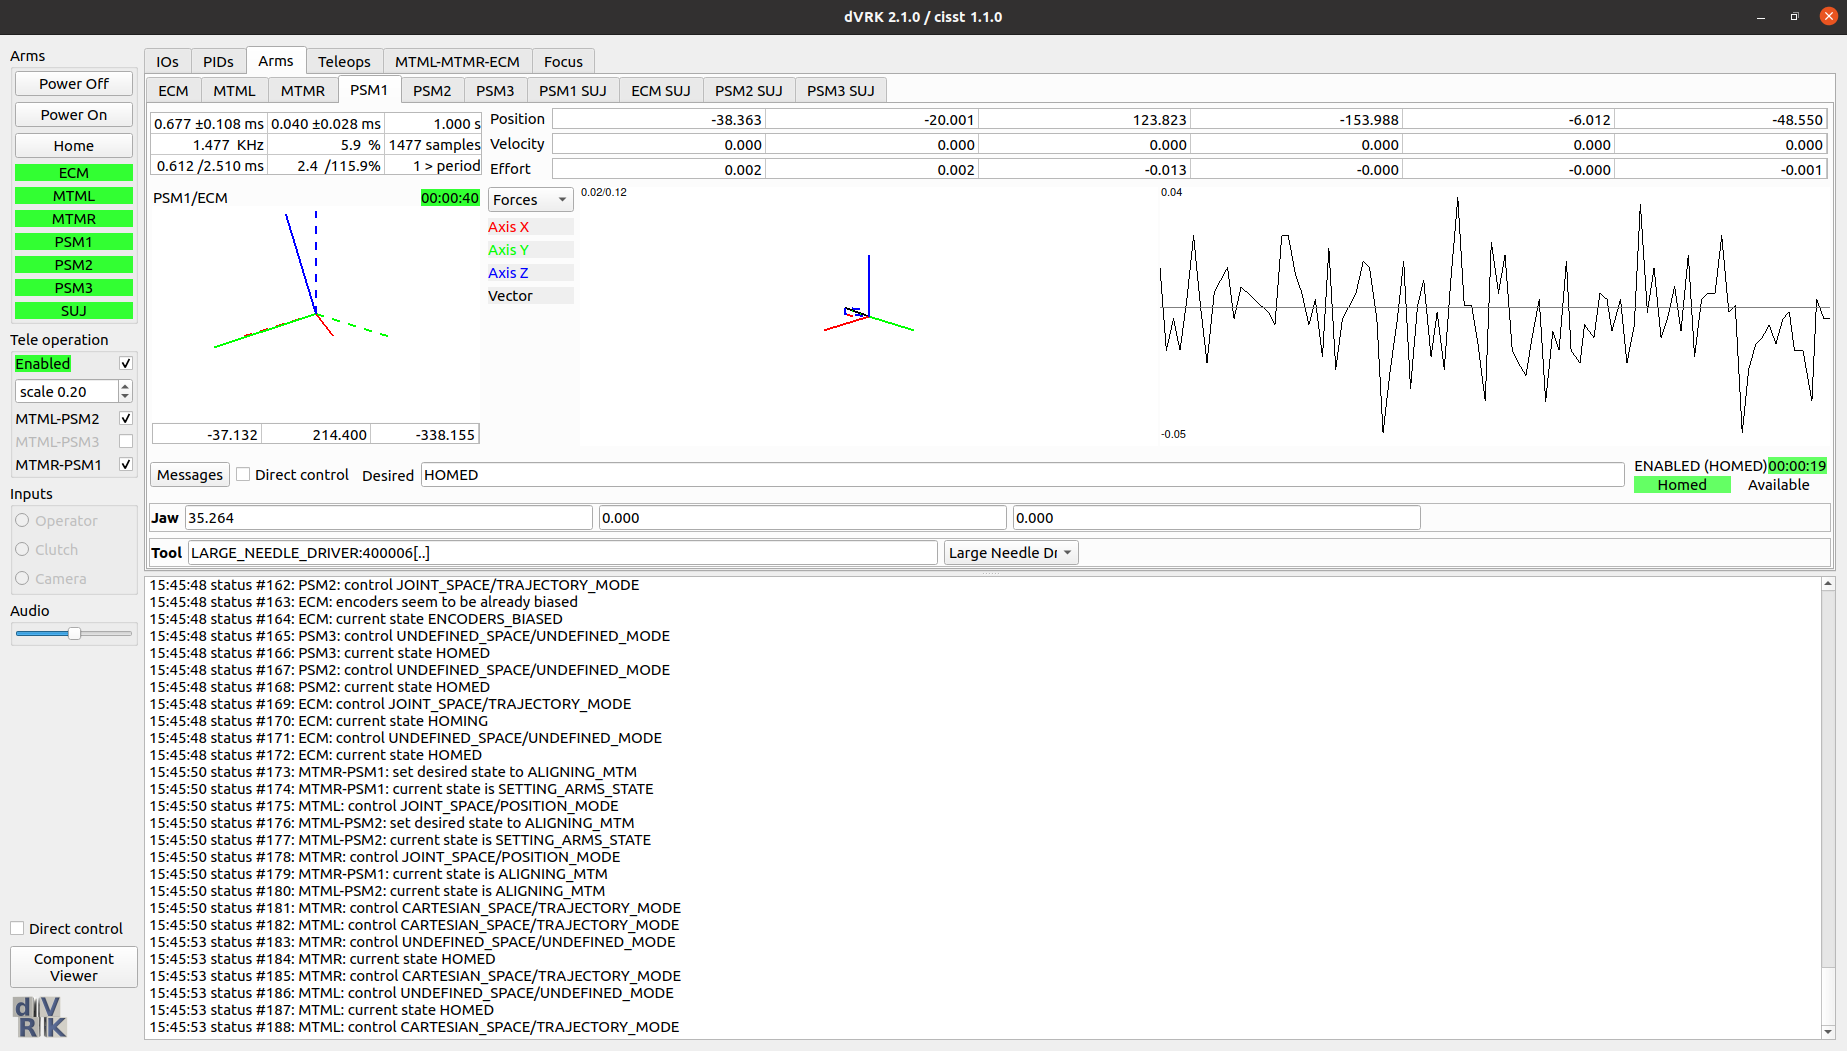 dVRK 2.1.0 / cisst 1.1.0
Arms
Power Off
Power On
Home
ECM
MTML
MTMR
PSM1
PSM2
PSM3
SUJ
Tele operation
Enabled
scale 0.20
MTML-PSM2
MTML-PSM3
MTMR-PSM1
Inputs
Operator
Clutch
Camera
Audio
Direct control
Component
Viewer
dVRK
IOs PIDs Arms Teleops MTML-MTMR-ECM Focus
ECM MTML MTMR PSM1 PSM2 PSM3 PSM1 SUJ ECM SUJ PSM2 SUJ PSM3 SUJ
0.677 ±0.108 ms 0.040 ±0.028 ms 1.000 s
1.477 KHz 5.9 % 1477 samples
0.612 /2.510 ms 2.4 /115.9% 1 > period
Position -38.363 -20.001 123.823 -153.988 -6.012 -48.550
Velocity 0.000 0.000 0.000 0.000 0.000 0.000
Effort 0.002 0.002 -0.013 -0.000 -0.000 -0.001
PSM1/ECM 00:00:40
-37.132 214.400 -338.155
Forces
Axis X
Axis Y
Axis Z
Vector
0.02/0.12
0.04
-0.05
Messages Direct control Desired HOMED
ENABLED (HOMED) 00:00:19
Homed Available
Jaw 35.264 0.000 0.000
Tool LARGE_NEEDLE_DRIVER:400006[..] Large Needle Dr
15:45:48 status #162: PSM2: control JOINT_SPACE/TRAJECTORY_MODE
15:45:48 status #163: ECM: encoders seem to be already biased
15:45:48 status #164: ECM: current state ENCODERS_BIASED
15:45:48 status #165: PSM3: control UNDEFINED_SPACE/UNDEFINED_MODE
15:45:48 status #166: PSM3: current state HOMED
15:45:48 status #167: PSM2: control UNDEFINED_SPACE/UNDEFINED_MODE
15:45:48 status #168: PSM2: current state HOMED
15:45:48 status #169: ECM: control JOINT_SPACE/TRAJECTORY_MODE
15:45:48 status #170: ECM: current state HOMING
15:45:48 status #171: ECM: control UNDEFINED_SPACE/UNDEFINED_MODE
15:45:48 status #172: ECM: current state HOMED
15:45:50 status #173: MTMR-PSM1: set desired state to ALIGNING_MTM
15:45:50 status #174: MTMR-PSM1: current state is SETTING_ARMS_STATE
15:45:50 status #175: MTML: control JOINT_SPACE/POSITION_MODE
15:45:50 status #176: MTML-PSM2: set desired state to ALIGNING_MTM
15:45:50 status #177: MTML-PSM2: current state is SETTING_ARMS_STATE
15:45:50 status #178: MTMR: control JOINT_SPACE/POSITION_MODE
15:45:50 status #179: MTMR-PSM1: current state is ALIGNING_MTM
15:45:50 status #180: MTML-PSM2: current state is ALIGNING_MTM
15:45:50 status #181: MTMR: control CARTESIAN_SPACE/TRAJECTORY_MODE
15:45:50 status #182: MTML: control CARTESIAN_SPACE/TRAJECTORY_MODE
15:45:53 status #183: MTMR: control UNDEFINED_SPACE/UNDEFINED_MODE
15:45:53 status #184: MTMR: current state HOMED
15:45:53 status #185: MTMR: control CARTESIAN_SPACE/TRAJECTORY_MODE
15:45:53 status #186: MTML: control UNDEFINED_SPACE/UNDEFINED_MODE
15:45:53 status #187: MTML: current state HOMED
15:45:53 status #188: MTML: control CARTESIAN_SPACE/TRAJECTORY_MODE